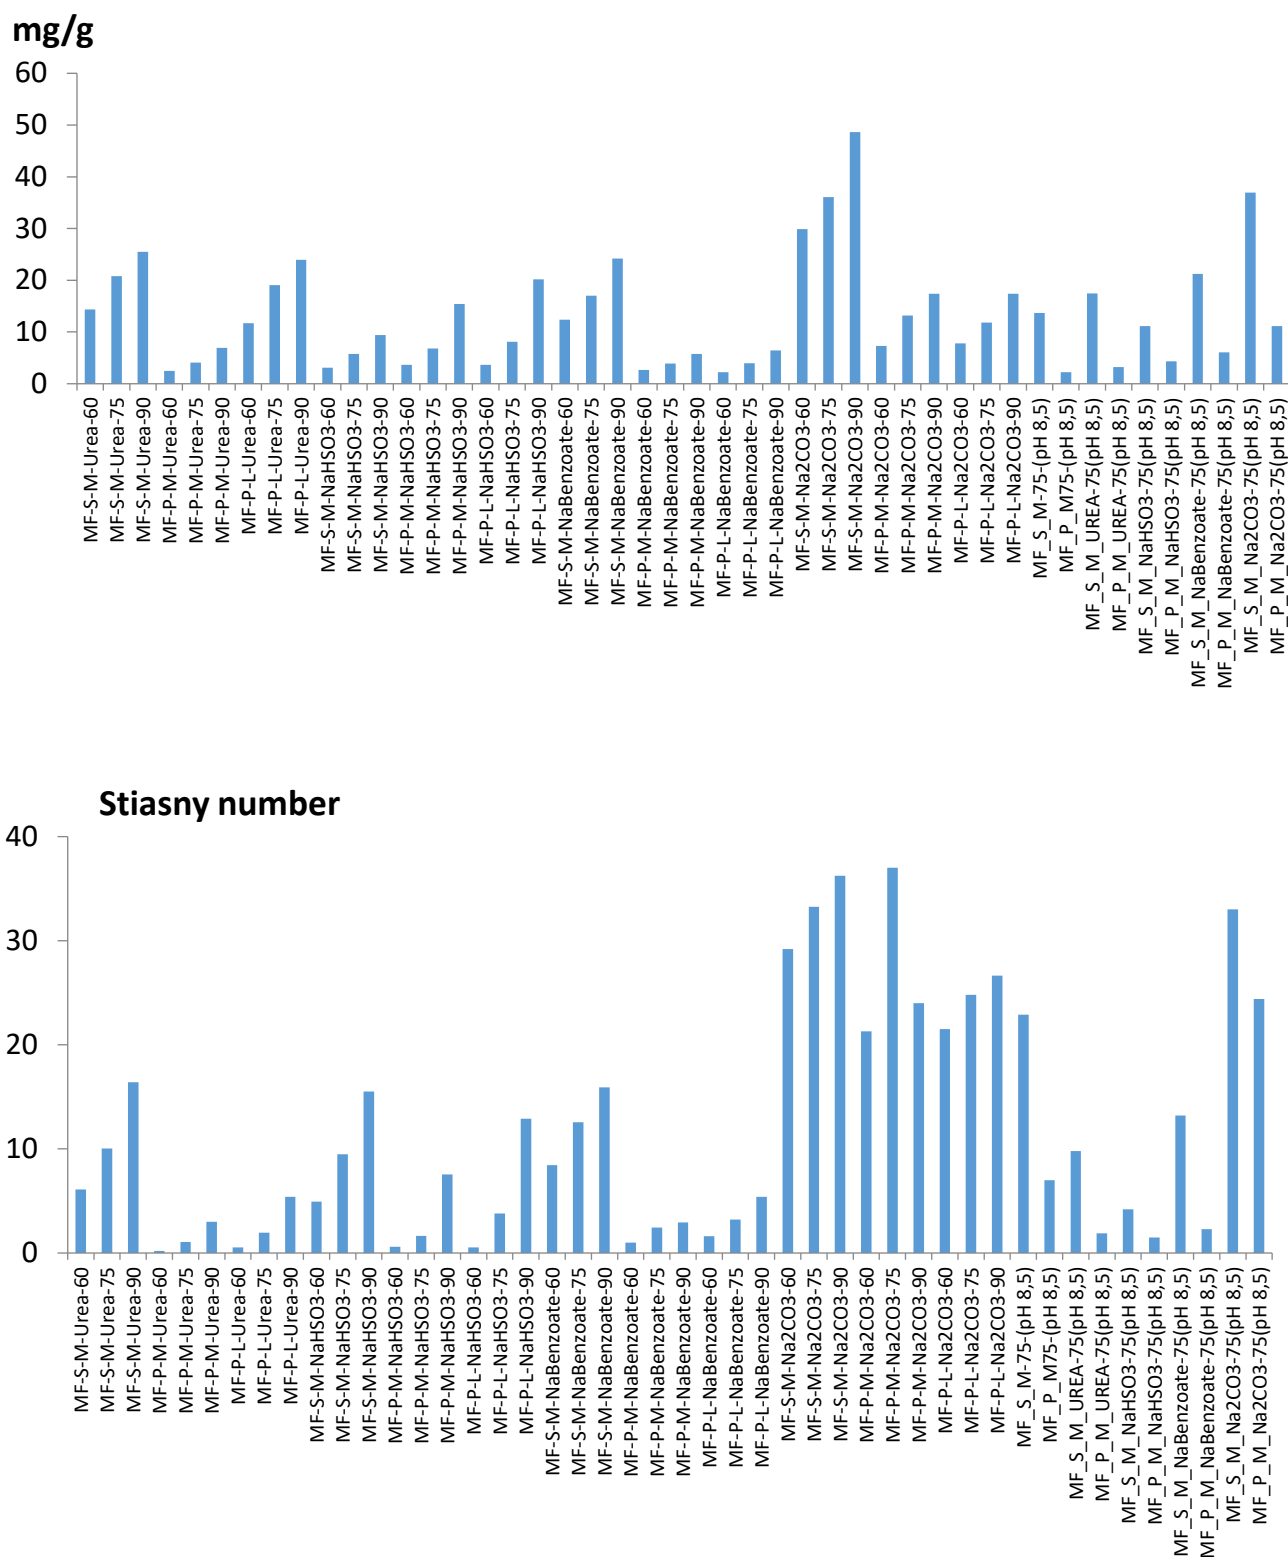 mg/g
60
50
40
30
20
10
0
MF-S-M-Urea-60
MF-S-M-Urea-75
MF-S-M-Urea-90
MF-P-M-Urea-60
MF-P-M-Urea-75
MF-P-M-Urea-90
MF-P-L-Urea-60
MF-P-L-Urea-75
MF-P-L-Urea-90
MF-S-M-NaHSO3-60
MF-S-M-NaHSO3-75
MF-S-M-NaHSO3-90
MF-P-M-NaHSO3-60
MF-P-M-NaHSO3-75
MF-P-M-NaHSO3-90
MF-P-L-NaHSO3-60
MF-P-L-NaHSO3-75
MF-P-L-NaHSO3-90
MF-S-M-NaBenzoate-60
MF-S-M-NaBenzoate-75
MF-S-M-NaBenzoate-90
MF-P-M-NaBenzoate-60
MF-P-M-NaBenzoate-75
MF-P-M-NaBenzoate-90
MF-P-L-NaBenzoate-60
MF-P-L-NaBenzoate-75
MF-P-L-NaBenzoate-90
MF-S-M-Na2CO3-60
MF-S-M-Na2CO3-75
MF-S-M-Na2CO3-90
MF-P-M-Na2CO3-60
MF-P-M-Na2CO3-75
MF-P-M-Na2CO3-90
MF-P-L-Na2CO3-60
MF-P-L-Na2CO3-75
MF-P-L-Na2CO3-90
MF_S_M-75-(pH 8,5)
MF_P_M75-(pH 8,5)
MF_S_M_UREA-75(pH 8,5)
MF_P_M_UREA-75(pH 8,5)
MF_S_M_NaHSO3-75(pH 8,5)
MF_P_M_NaHSO3-75(pH 8,5)
MF_S_M_NaBenzoate-75(pH 8,5)
MF_P_M_NaBenzoate-75(pH 8,5)
MF_S_M_Na2CO3-75(pH 8,5)
MF_P_M_Na2CO3-75(pH 8,5)
Stiasny number
40
30
20
10
0
MF-S-M-Urea-60
MF-S-M-Urea-75
MF-S-M-Urea-90
MF-P-M-Urea-60
MF-P-M-Urea-75
MF-P-M-Urea-90
MF-P-L-Urea-60
MF-P-L-Urea-75
MF-P-L-Urea-90
MF-S-M-NaHSO3-60
MF-S-M-NaHSO3-75
MF-S-M-NaHSO3-90
MF-P-M-NaHSO3-60
MF-P-M-NaHSO3-75
MF-P-M-NaHSO3-90
MF-P-L-NaHSO3-60
MF-P-L-NaHSO3-75
MF-P-L-NaHSO3-90
MF-S-M-NaBenzoate-60
MF-S-M-NaBenzoate-75
MF-S-M-NaBenzoate-90
MF-P-M-NaBenzoate-60
MF-P-M-NaBenzoate-75
MF-P-M-NaBenzoate-90
MF-P-L-NaBenzoate-60
MF-P-L-NaBenzoate-75
MF-P-L-NaBenzoate-90
MF-S-M-Na2CO3-60
MF-S-M-Na2CO3-75
MF-S-M-Na2CO3-90
MF-P-M-Na2CO3-60
MF-P-M-Na2CO3-75
MF-P-M-Na2CO3-90
MF-P-L-Na2CO3-60
MF-P-L-Na2CO3-75
MF-P-L-Na2CO3-90
MF_S_M-75-(pH 8,5)
MF_P_M75-(pH 8,5)
MF_S_M_UREA-75(pH 8,5)
MF_P_M_UREA-75(pH 8,5)
MF_S_M_NaHSO3-75(pH 8,5)
MF_P_M_NaHSO3-75(pH 8,5)
MF_S_M_NaBenzoate-75(pH 8,5)
MF_P_M_NaBenzoate-75(pH 8,5)
MF_S_M_Na2CO3-75(pH 8,5)
MF_P_M_Na2CO3-75(pH 8,5)